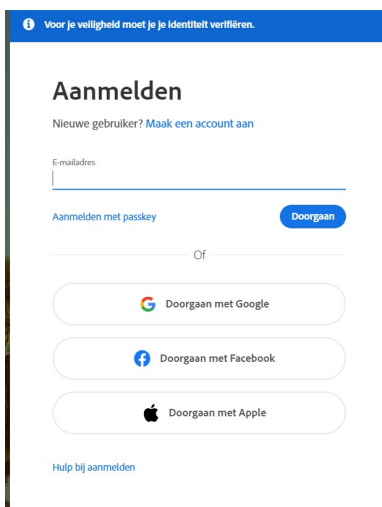 Voor je veiligheid moet je je identiteit verifiëren.
Aanmelden
Nieuwe gebruiker? Maak een account aan
E-mailadres
Aanmelden met passkey
Doorgaan
Of
Doorgaan met Google
Doorgaan met Facebook
Doorgaan met Apple
Hulp bij aanmelden